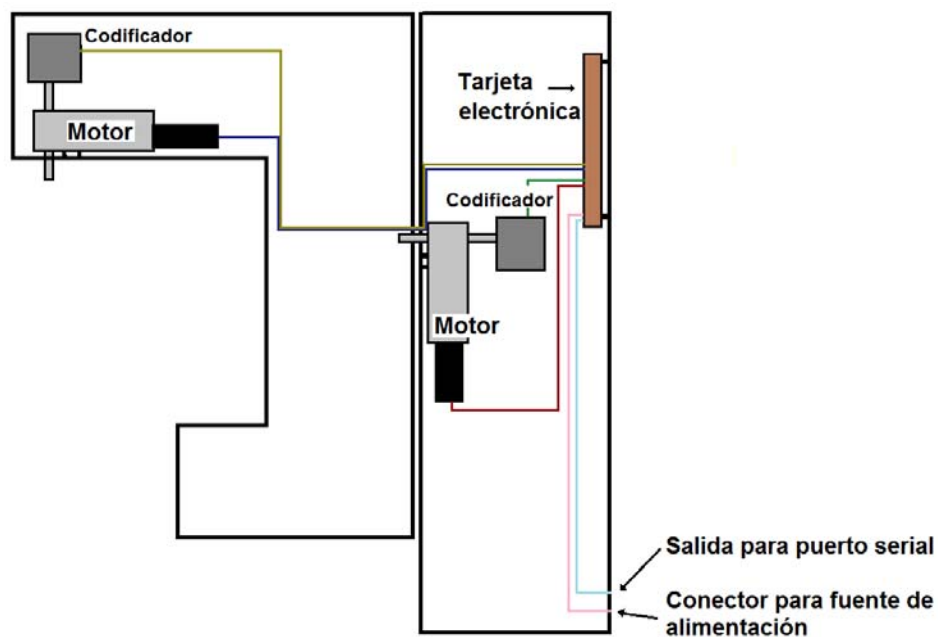 Codificador
Motor
Tarjeta
electrónica
Codificador
Motor
Salida para puerto serial
Conector para fuente de
alimentación